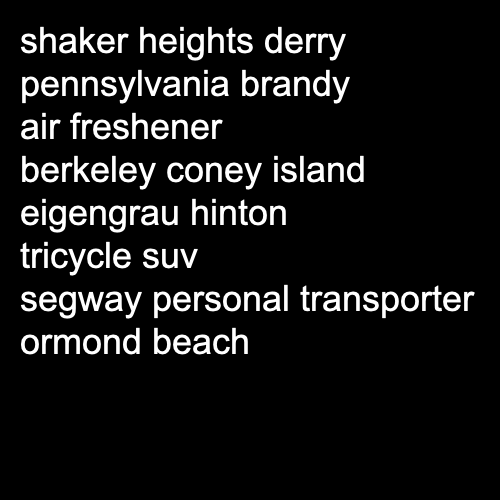 shaker heights derry
pennsylvania brandy
air freshener
berkeley coney island
eigengrau hinton
tricycle suv
segway personal transporter
ormond beach